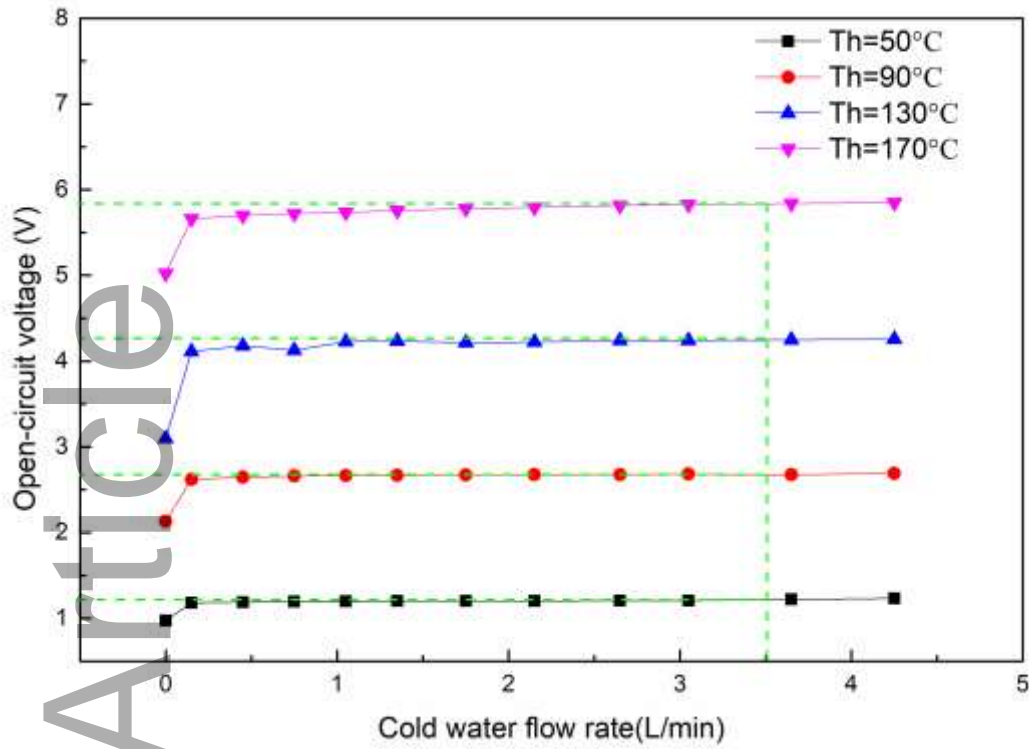 8
7
6
5
4
3
2
1
Open-circuit voltage (V)
Th=50°C
Th=90°C
Th=130°C
Th=170°C
0 1 2 3 4 5
Cold water flow rate(L/min)
Article